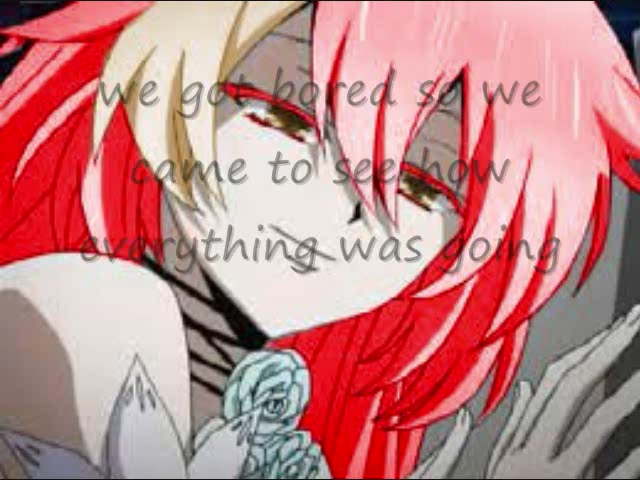 we got bored so we
came to see how
everything was going